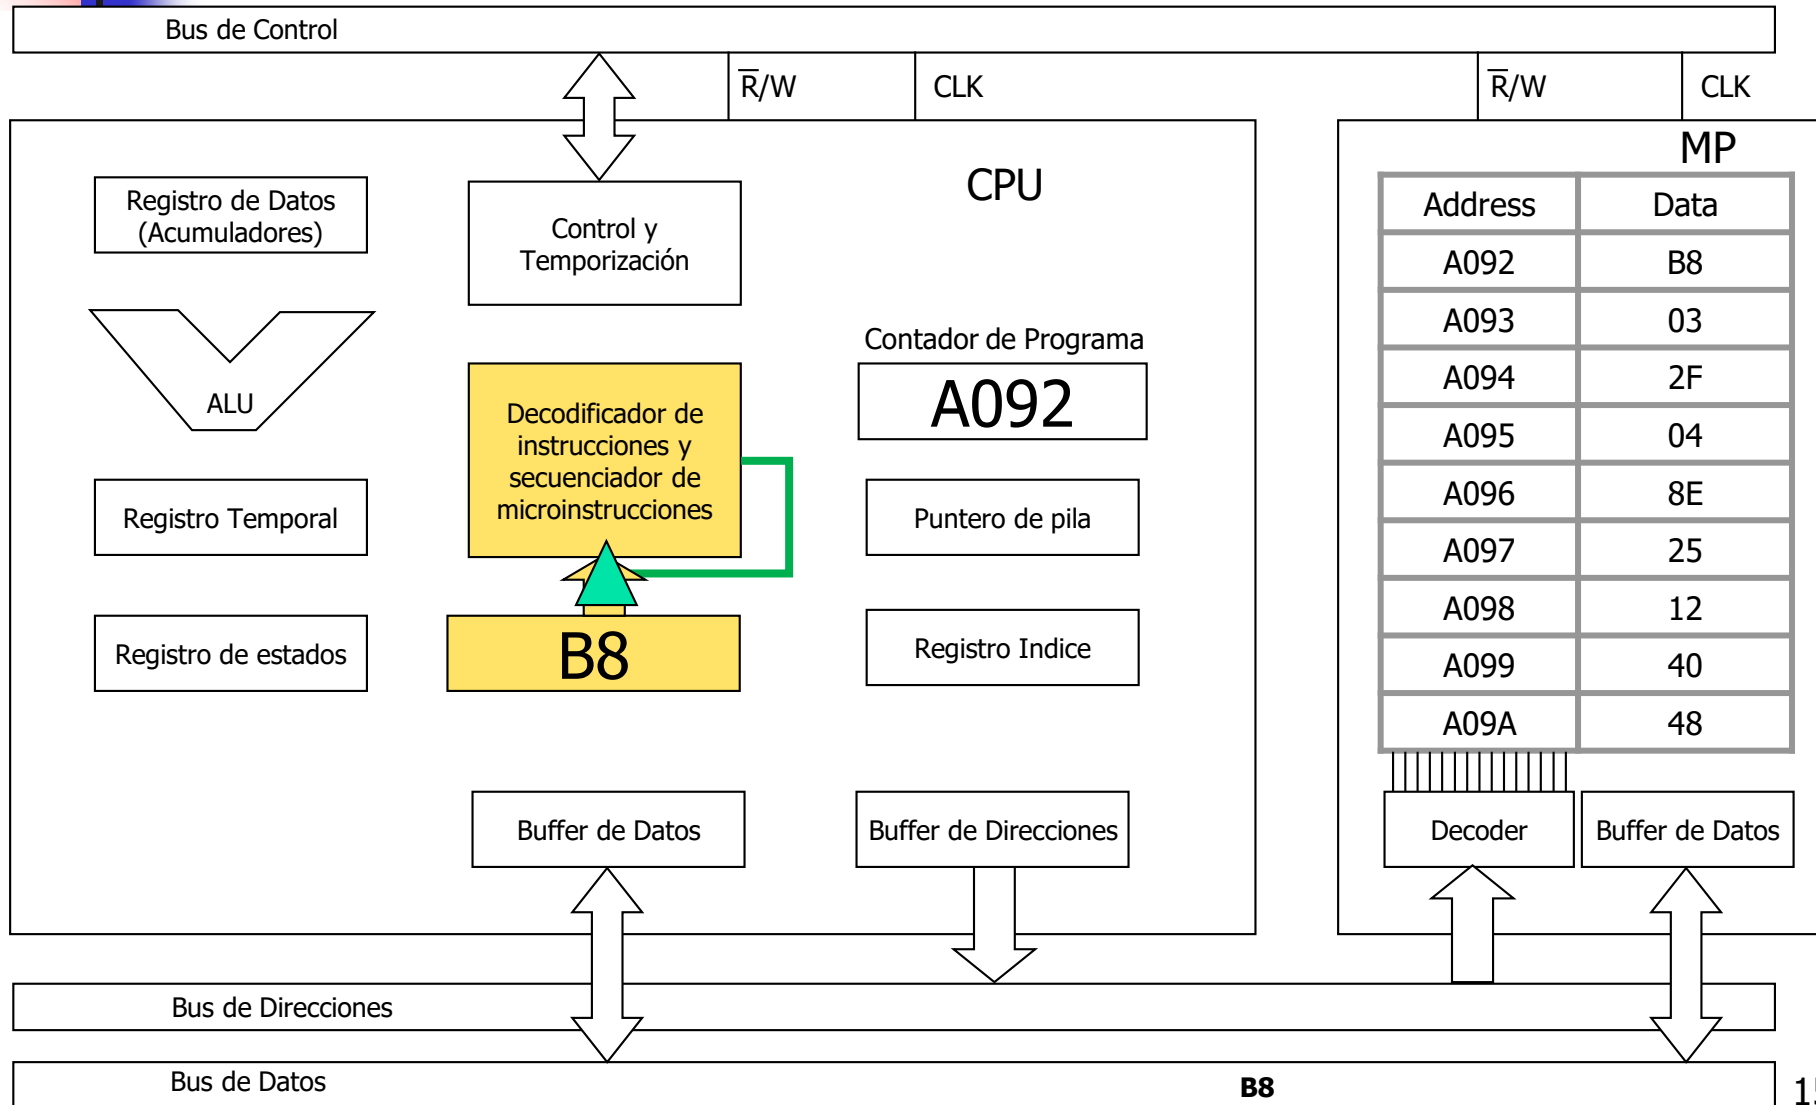 Bus de Control
R̅/W
CLK
R̅/W
CLK
CPU
Registro de Datos
(Acumuladores)
Control y
Temporización
ALU
Decodificador de
instrucciones y
secuenciador de
microinstrucciones
Contador de Programa
A092
Registro Temporal
Puntero de pila
Registro de estados
B8
Registro Indice
Buffer de Datos
Buffer de Direcciones
MP
Address Data
A092 B8
A093 03
A094 2F
A095 04
A096 8E
A097 25
A098 12
A099 40
A09A 48
Decoder
Buffer de Datos
Bus de Direcciones
Bus de Datos
B8